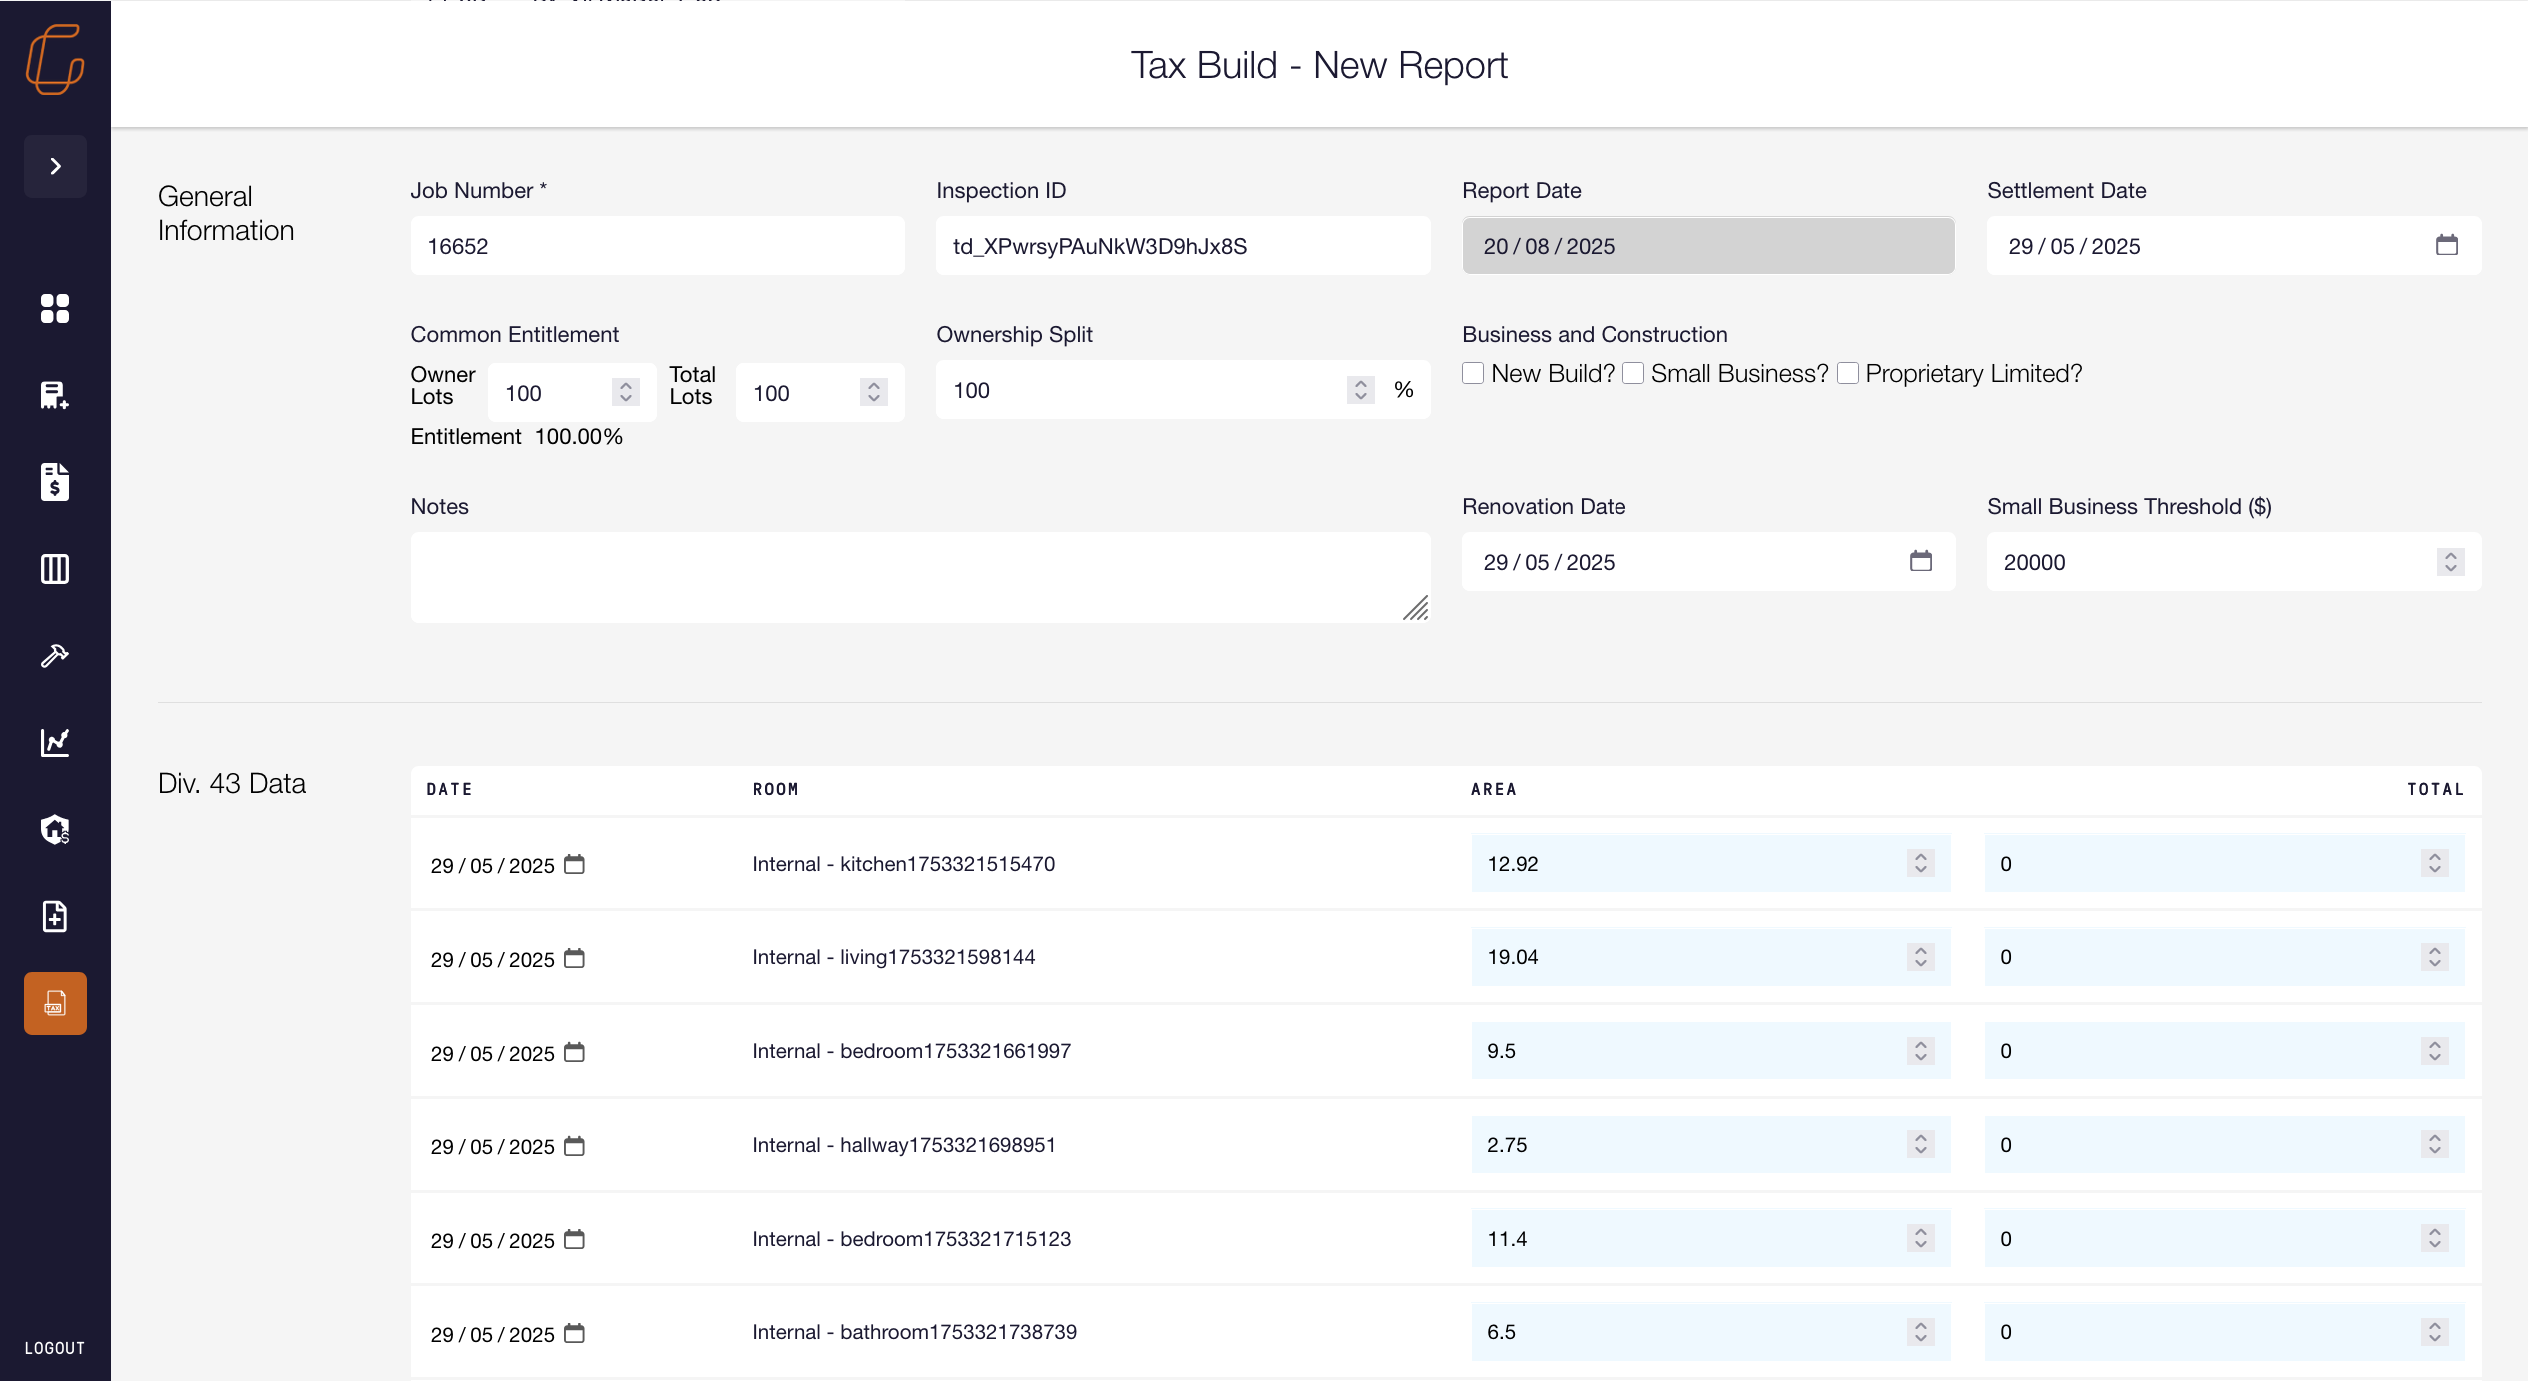 Tax Build - New Report
General
Information
Job Number *
Inspection ID
Report Date
Settlement Date
16652
td_XPwrsyPAuNkW3D9hJx8S
20 / 08 / 2025
29 / 05 / 2025
Common Entitlement
Ownership Split
Business and Construction
Owner
Lots
100
Total
Lots
100
100
%
New Build?
Small Business?
Proprietary Limited?
Entitlement 100.00%
Notes
Renovation Date
Small Business Threshold ($)
29 / 05 / 2025
20000
Div. 43 Data
DATE
ROOM
AREA
TOTAL
29 / 05 / 2025
Internal - kitchen1753321515470
12.92
0
29 / 05 / 2025
Internal - living1753321598144
19.04
0
29 / 05 / 2025
Internal - bedroom1753321661997
9.5
0
29 / 05 / 2025
Internal - hallway1753321698951
2.75
0
29 / 05 / 2025
Internal - bedroom1753321715123
11.4
0
29 / 05 / 2025
Internal - bathroom1753321738739
6.5
0
TAX
LOGOUT